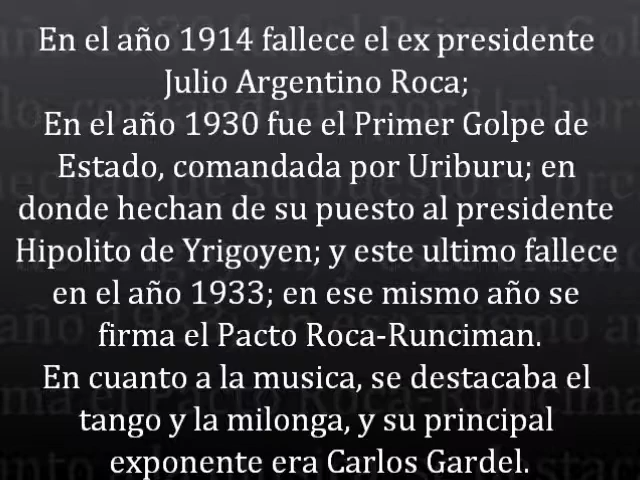 En el año 1914 fallece el ex presidente
Julio Argentino Roca;
En el año 1930 fue el Primer Golpe de
Estado, comandada por Uriburu; en
donde hechan de su puesto al presidente
Hipolito de Yrigoyen; y este ultimo fallece
en el año 1933; en ese mismo año se
firma el Pacto Roca-Runciman.
En cuanto a la musica, se destacaba el
tango y la milonga, y su principal
exponente era Carlos Gardel.